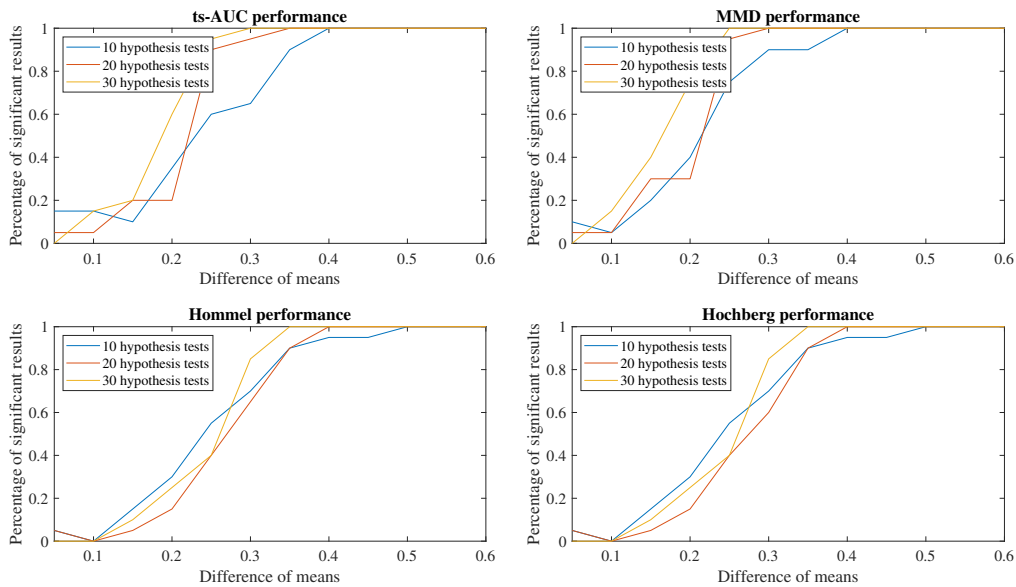 ts-AUC performance
Percentage of significant results
1
0.8
0.6
0.4
0.2
0
10 hypothesis tests
20 hypothesis tests
30 hypothesis tests
0.1 0.2 0.3 0.4 0.5 0.6
Difference of means
MMD performance
Percentage of significant results
1
0.8
0.6
0.4
0.2
0
10 hypothesis tests
20 hypothesis tests
30 hypothesis tests
0.1 0.2 0.3 0.4 0.5 0.6
Difference of means
Hommel performance
Percentage of significant results
1
0.8
0.6
0.4
0.2
0
10 hypothesis tests
20 hypothesis tests
30 hypothesis tests
0.1 0.2 0.3 0.4 0.5 0.6
Difference of means
Hochberg performance
Percentage of significant results
1
0.8
0.6
0.4
0.2
0
10 hypothesis tests
20 hypothesis tests
30 hypothesis tests
0.1 0.2 0.3 0.4 0.5 0.6
Difference of means